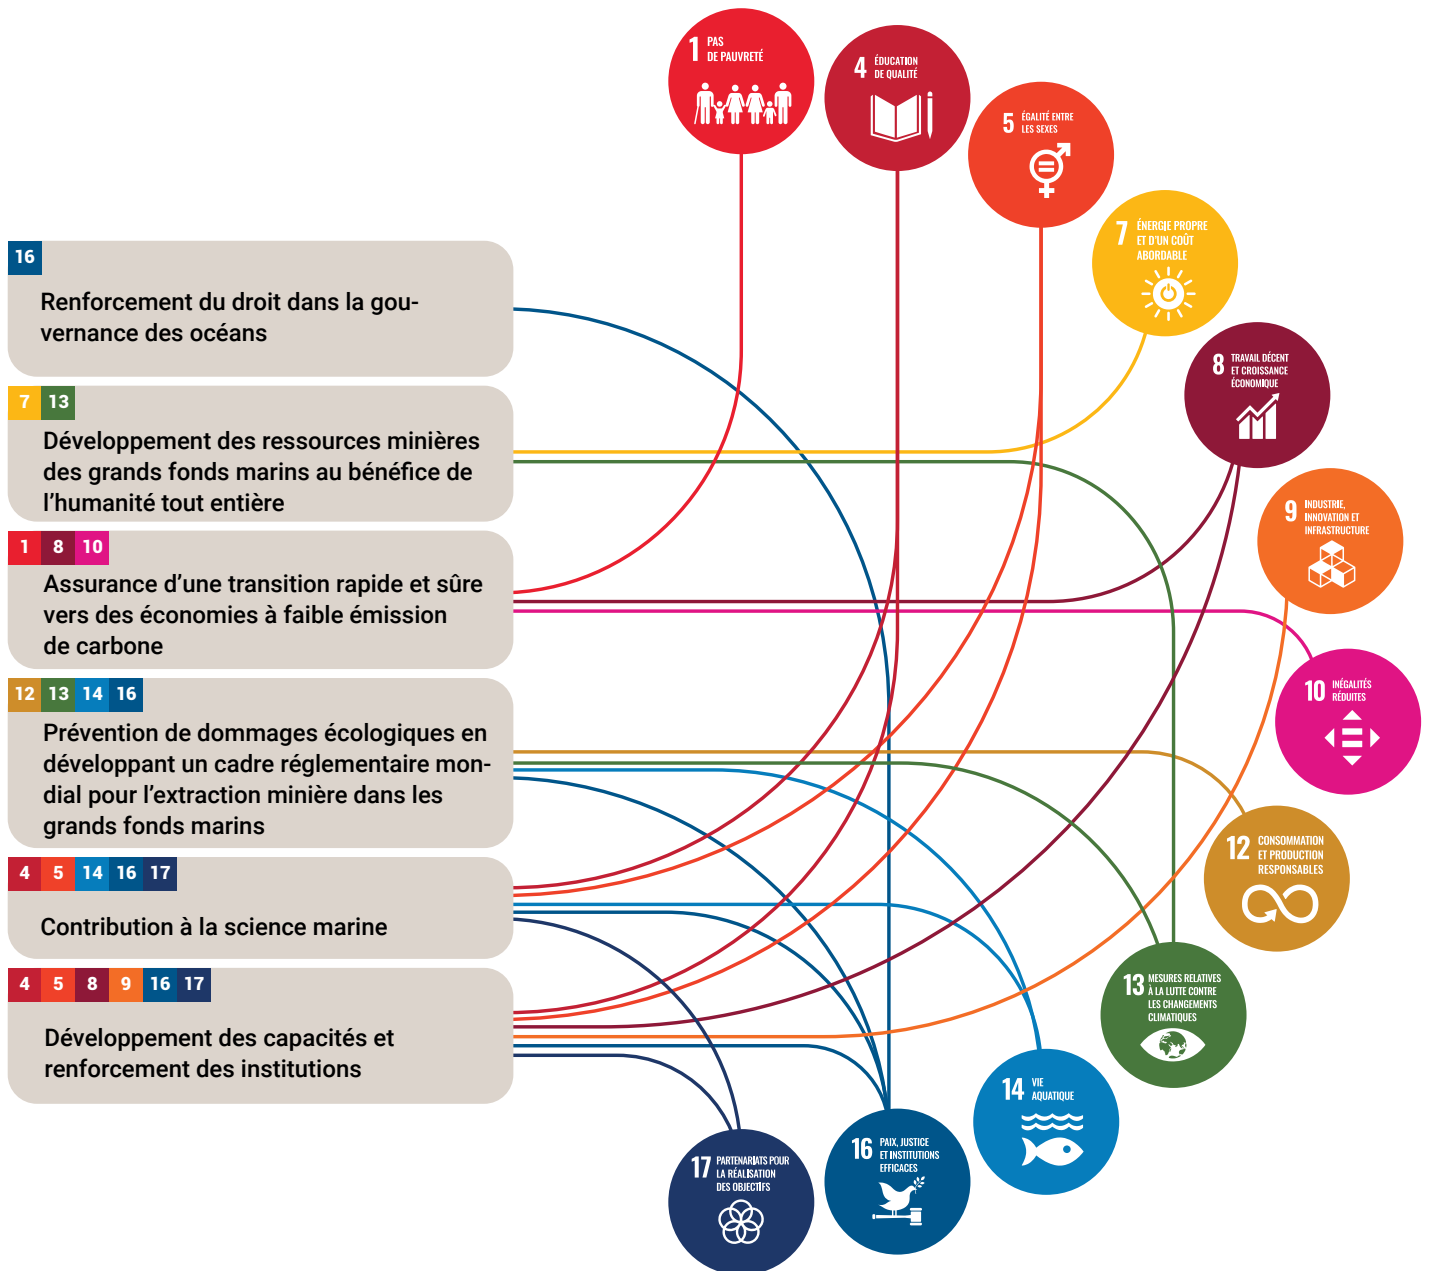 1 PAS
DE PAUVRETÉ
4 ÉDUCATION
DE QUALITÉ
5 ÉGALITÉ ENTRE
LES SEXES
7 ÉNERGIE PROPRE
ET D'UN COÛT
ABORDABLE
8 TRAVAIL DÉCENT
ET CROISSANCE
ÉCONOMIQUE
9 INDUSTRIE,
INNOVATION ET
INFRASTRUCTURE
10 INÉGALITÉS
RÉDUITES
12 CONSOMMATION
ET PRODUCTION
RESPONSABLES
13 MESURES RELATIVES
À LA LUTTE CONTRE
LES CHANGEMENTS
CLIMATIQUES
14 VIE
AQUATIQUE
16 PAIX, JUSTICE
ET INSTITUTIONS
EFFICACES
17 PARTENARIATS POUR
LA RÉALISATION
DES OBJECTIFS
16
Renforcement du droit dans la gou-
vernance des océans
7 13
Développement des ressources minières
des grands fonds marins au bénéfice de
l’humanité tout entière
1 8 10
Assurance d’une transition rapide et sûre
vers des économies à faible émission
de carbone
12 13 14 16
Prévention de dommages écologiques en
développant un cadre réglementaire mon-
dial pour l’extraction minière dans les
grands fonds marins
4 5 14 16 17
Contribution à la science marine
4 5 8 9 16 17
Développement des capacités et
renforcement des institutions